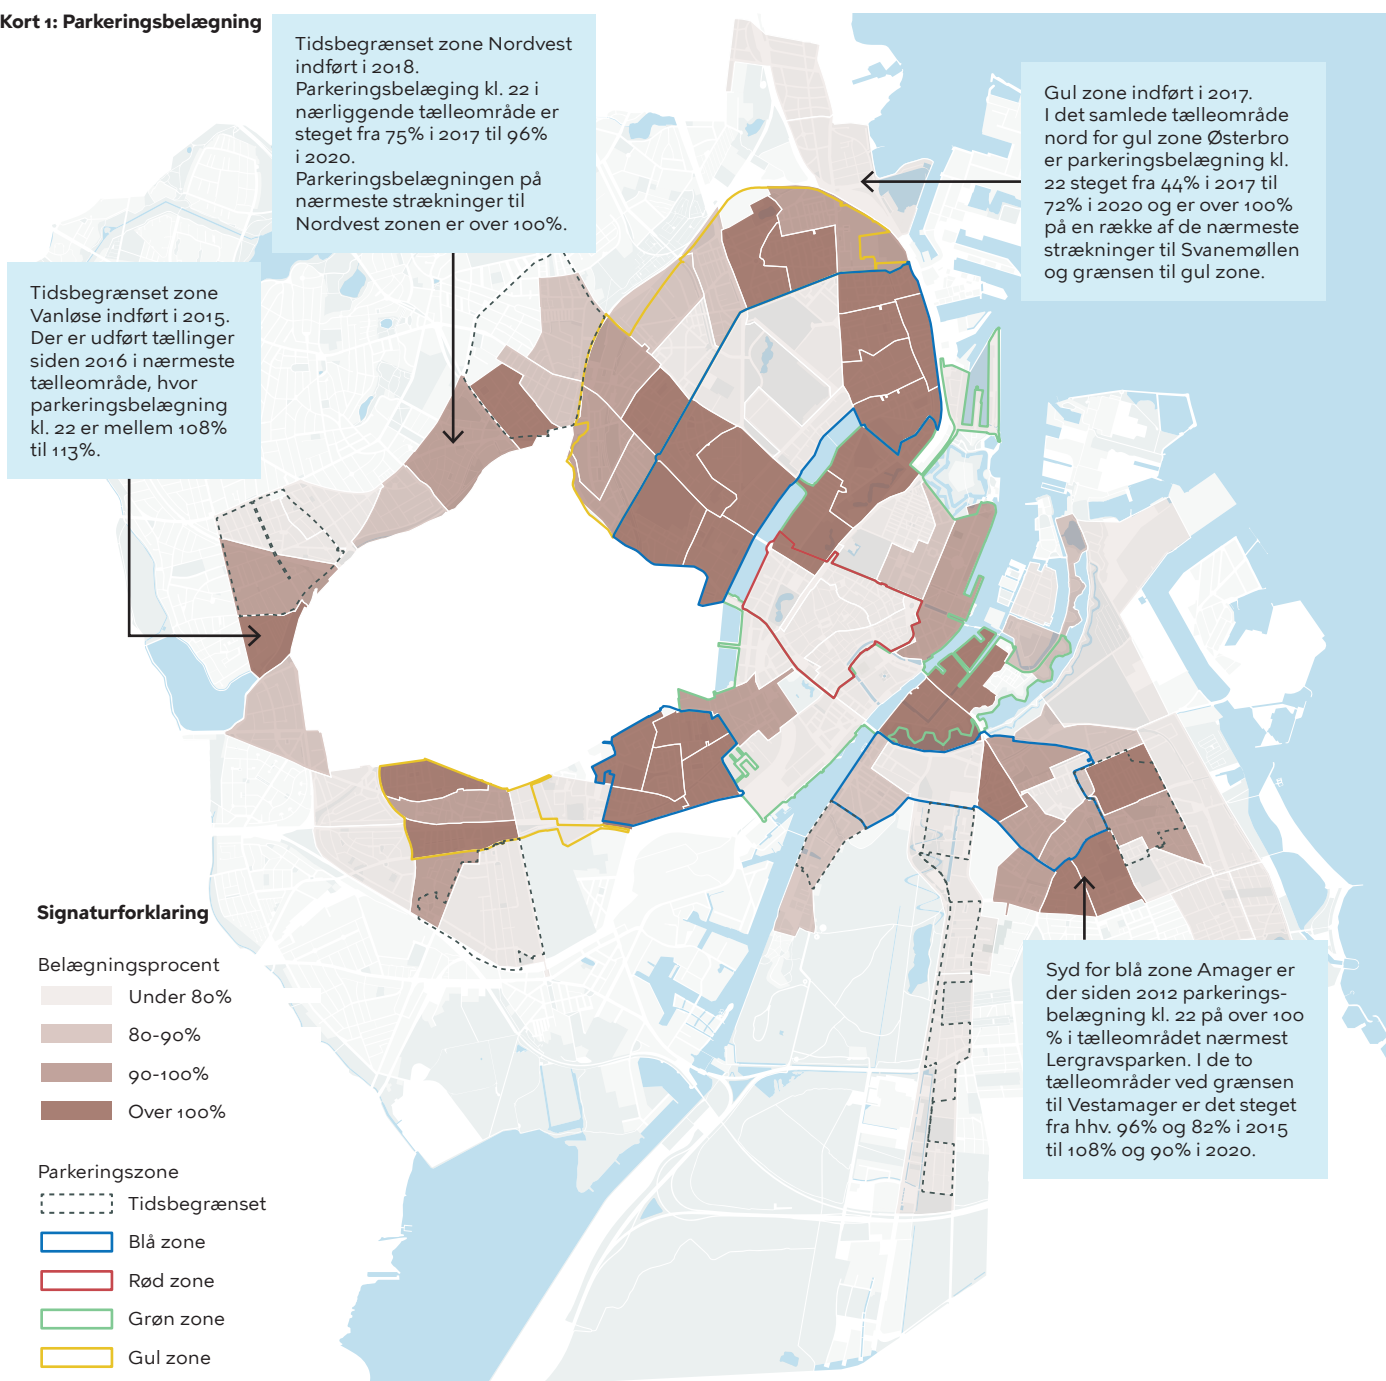 Kort 1: Parkeringsbelægning
Tidsbegrænset zone Nordvest
indført i 2018.
Parkeringsbelæging kl. 22 i
nærliggende tælleområde er
steget fra 75% i 2017 til 96%
i 2020.
Parkeringsbelægningen på
nærmeste strækninger til
Nordvest zonen er over 100%.
Gul zone indført i 2017.
I det samlede tælleområde
nord for gul zone Østerbro
er parkeringsbelægning kl.
22 steget fra 44% i 2017 til
72% i 2020 og er over 100%
på en række af de nærmeste
strækninger til Svanemøllen
og grænsen til gul zone.
Tidsbegrænset zone
Vanløse indført i 2015.
Der er udført tællinger
siden 2016 i nærmeste
tælleområde, hvor
parkeringsbelægning
kl. 22 er mellem 108%
til 113%.
Signaturforklaring
Belægningsprocent
Under 80%
80-90%
90-100%
Over 100%
Parkeringszone
Tidsbegrænset
Blå zone
Rød zone
Grøn zone
Gul zone
Syd for blå zone Amager er
der siden 2012 parkerings-
belægning kl. 22 på over 100
% i tælleområdet nærmest
Lergravsparken. I de to
tælleområder ved grænsen
til Vestamager er det steget
fra hhv. 96% og 82% i 2015
til 108% og 90% i 2020.